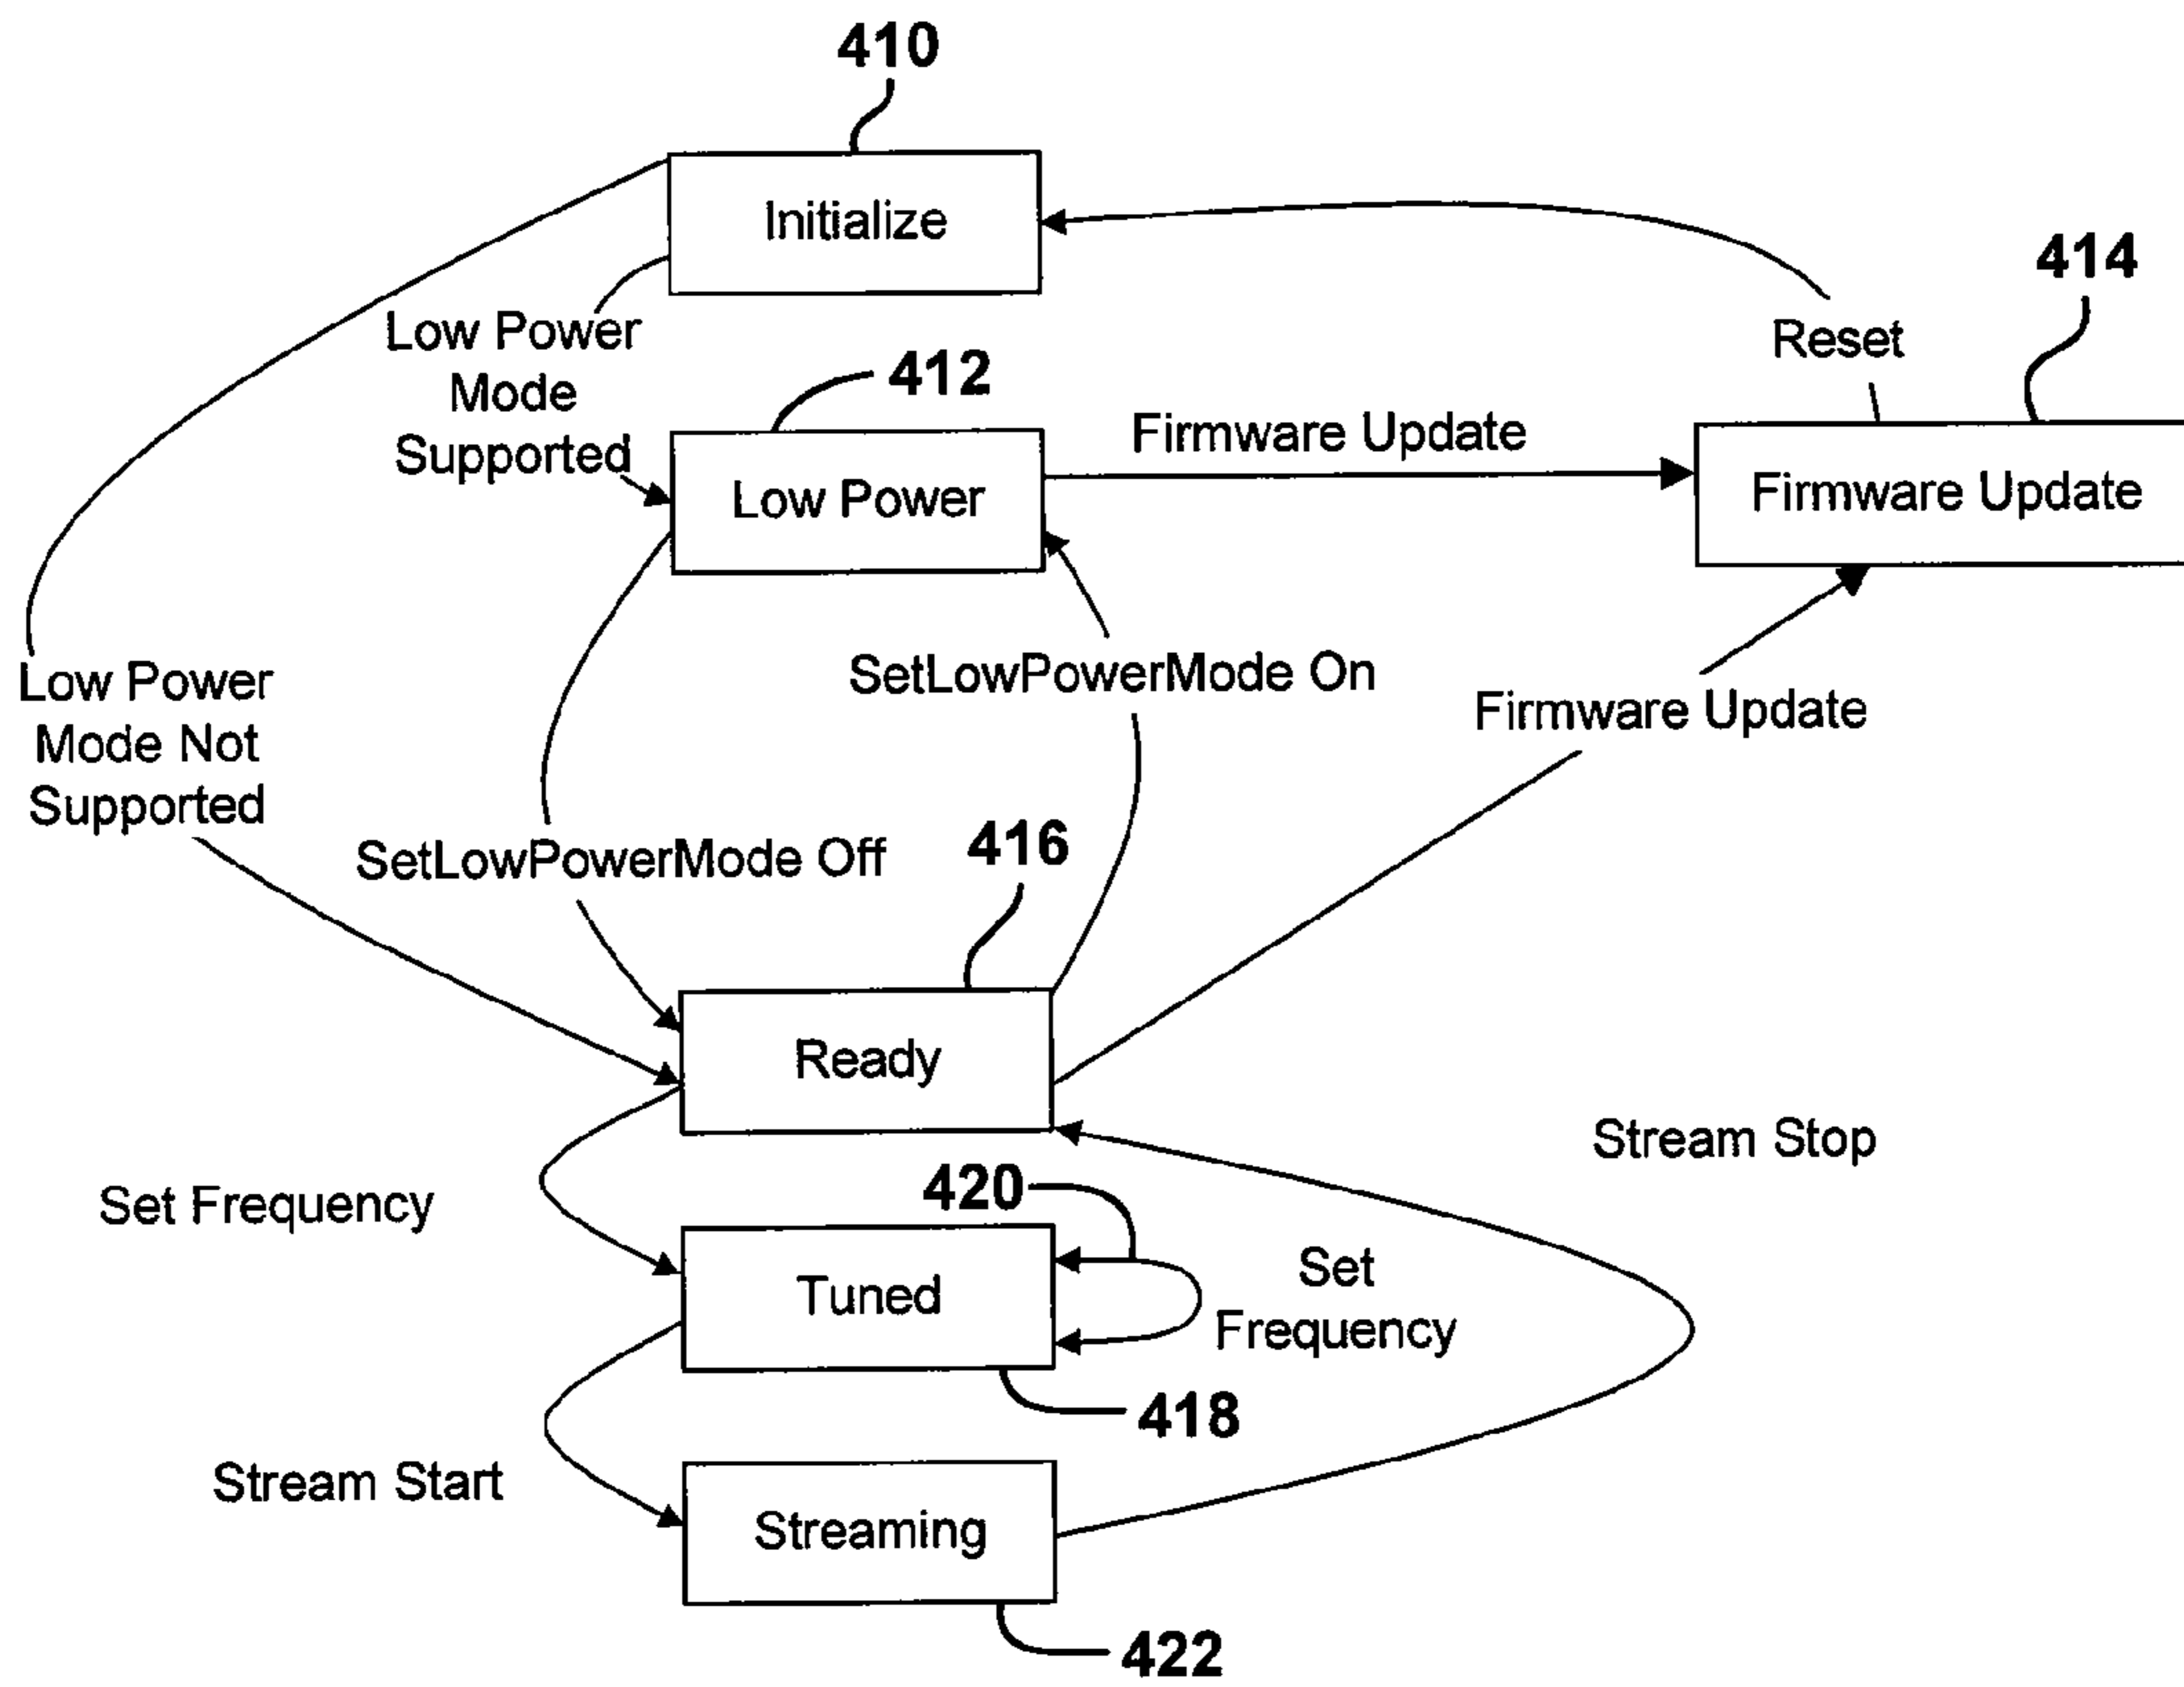 410
Initialize
414
Reset
Low Power
Mode
Supported
412
Firmware Update
Low Power
Firmware Update
SetLowPowerMode On
Low Power
Mode Not
Supported
Firmware Update
SetLowPowerMode Off
416
Ready
Stream Stop
Set Frequency
420
Tuned
Set
Frequency
418
Stream Start
Streaming
422